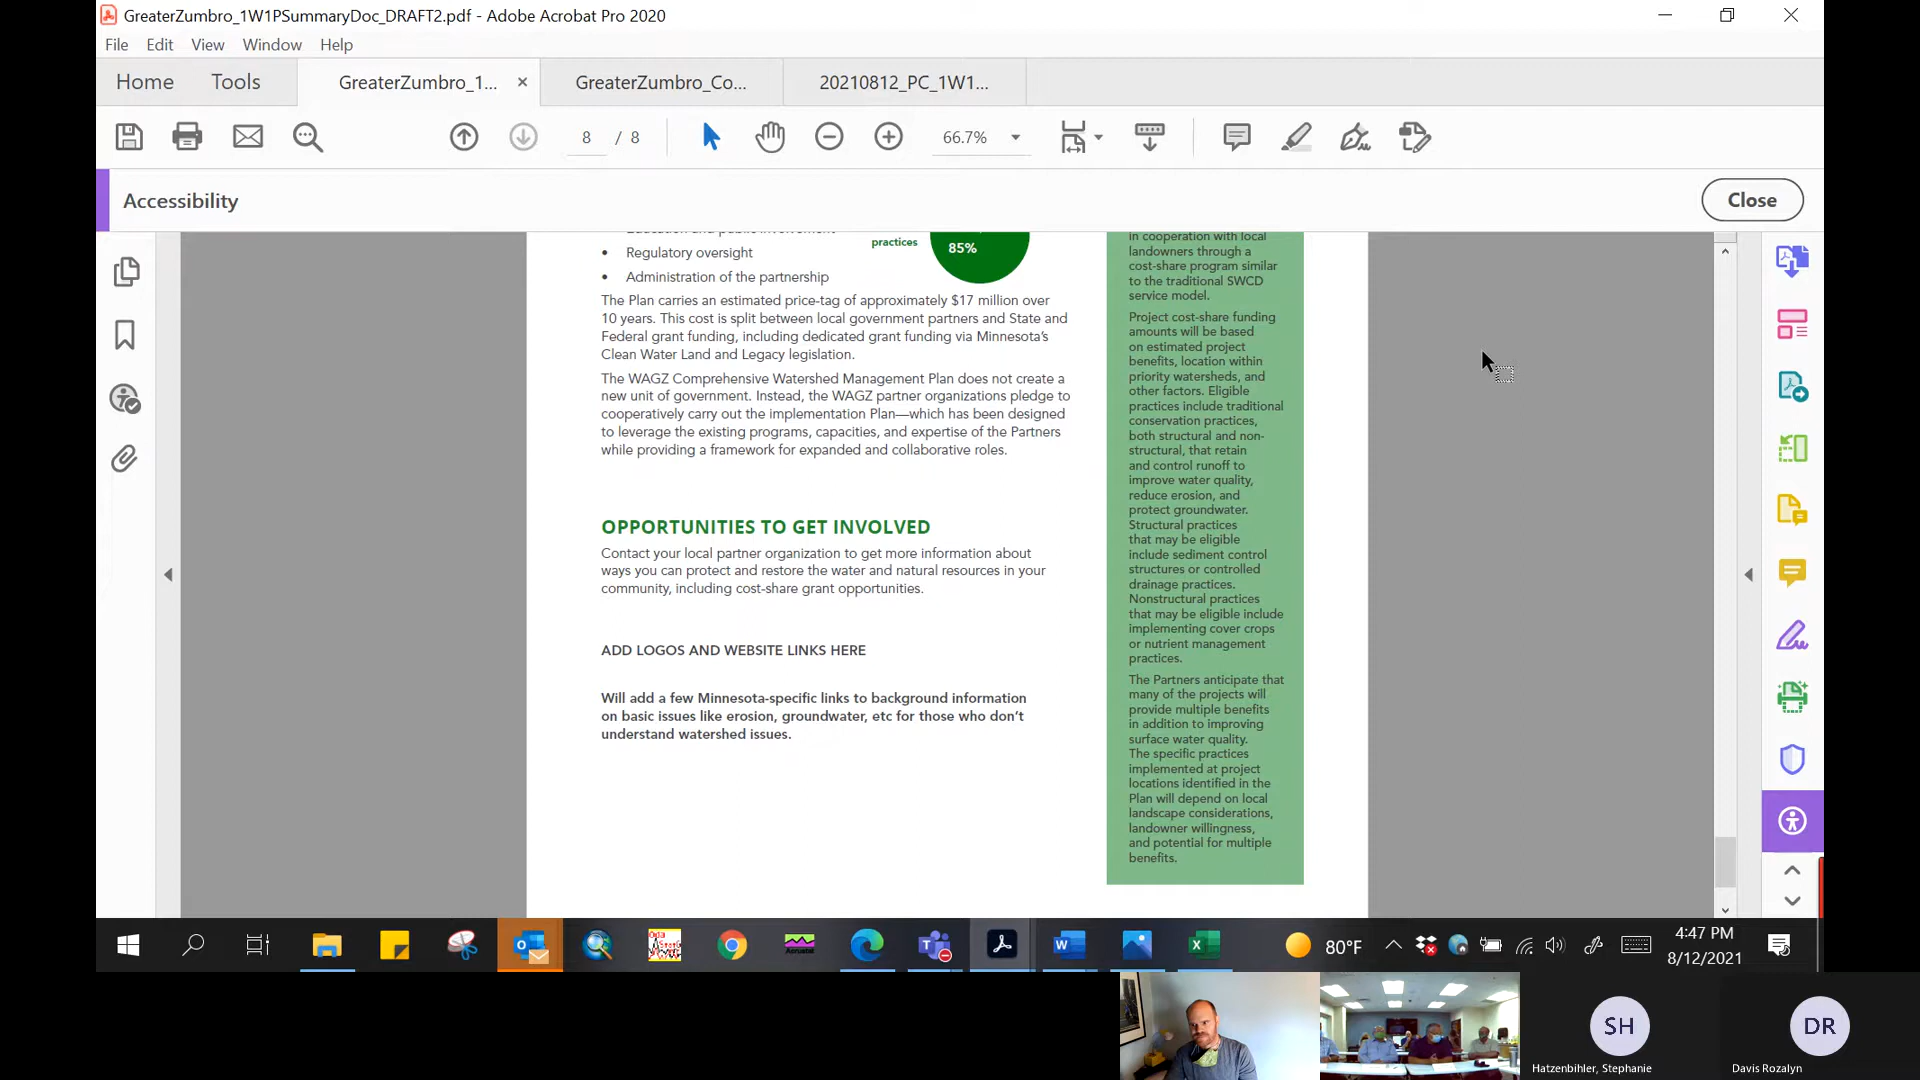 GreaterZumbro_1W1PSummaryDoc_DRAFT2.pdf - Adobe Acrobat Pro 2020
File Edit View Window Help
Home Tools GreaterZumbro_1... × GreaterZumbro_Co... 20210812_PC_1W1...
8 / 8 66.7%
Accessibility
Close
Education and public involvement
• Regulatory oversight
• Administration of the partnership
practices
85%
The Plan carries an estimated price-tag of approximately $17 million over
10 years. This cost is split between local government partners and State and
Federal grant funding, including dedicated grant funding via Minnesota's
Clean Water Land and Legacy legislation.
The WAGZ Comprehensive Watershed Management Plan does not create a
new unit of government. Instead, the WAGZ partner organizations pledge to
cooperatively carry out the implementation Plan—which has been designed
to leverage the existing programs, capacities, and expertise of the Partners
while providing a framework for expanded and collaborative roles.
OPPORTUNITIES TO GET INVOLVED
Contact your local partner organization to get more information about
ways you can protect and restore the water and natural resources in your
community, including cost-share grant opportunities.
ADD LOGOS AND WEBSITE LINKS HERE
Will add a few Minnesota-specific links to background information
on basic issues like erosion, groundwater, etc for those who don't
understand watershed issues.
in cooperation with local
landowners through a
cost-share program similar
to the traditional SWCD
service model.
Project cost-share funding
amounts will be based
on estimated project
benefits, location within
priority watersheds, and
other factors. Eligible
practices include traditional
conservation practices,
both structural and non-
structural, that retain
and control runoff to
improve water quality,
reduce erosion, and
protect groundwater.
Structural practices
that may be eligible
include sediment control
structures or controlled
drainage practices.
Nonstructural practices
that may be eligible include
implementing cover crops
or nutrient management
practices.
The Partners anticipate that
many of the projects will
provide multiple benefits
in addition to improving
surface water quality.
The specific practices
implemented at project
locations identified in the
Plan will depend on local
landscape considerations,
landowner willingness,
and potential for multiple
benefits.
80°F
4:47 PM
8/12/2021
SH
DR
Hatzenbihler, Stephanie
Davis Rozalyn